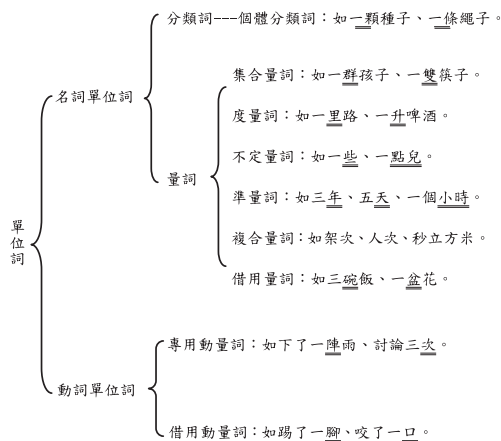 分類詞---個體分類詞：如一顆種子、一條繩子。
集合量詞：如一群孩子、一雙筷子。
名詞單位詞
度量詞：如一里路、一升啤酒。
不定量詞：如一些、一點兒。
量詞
準量詞：如三年、五天、一個小時。
單位詞
複合量詞：如架次、人次、秒立方米。
借用量詞：如三碗飯、一盆花。
專用動量詞：如下了一陣雨、討論三次。
動詞單位詞
借用動量詞：如踢了一腳、咬了一口。